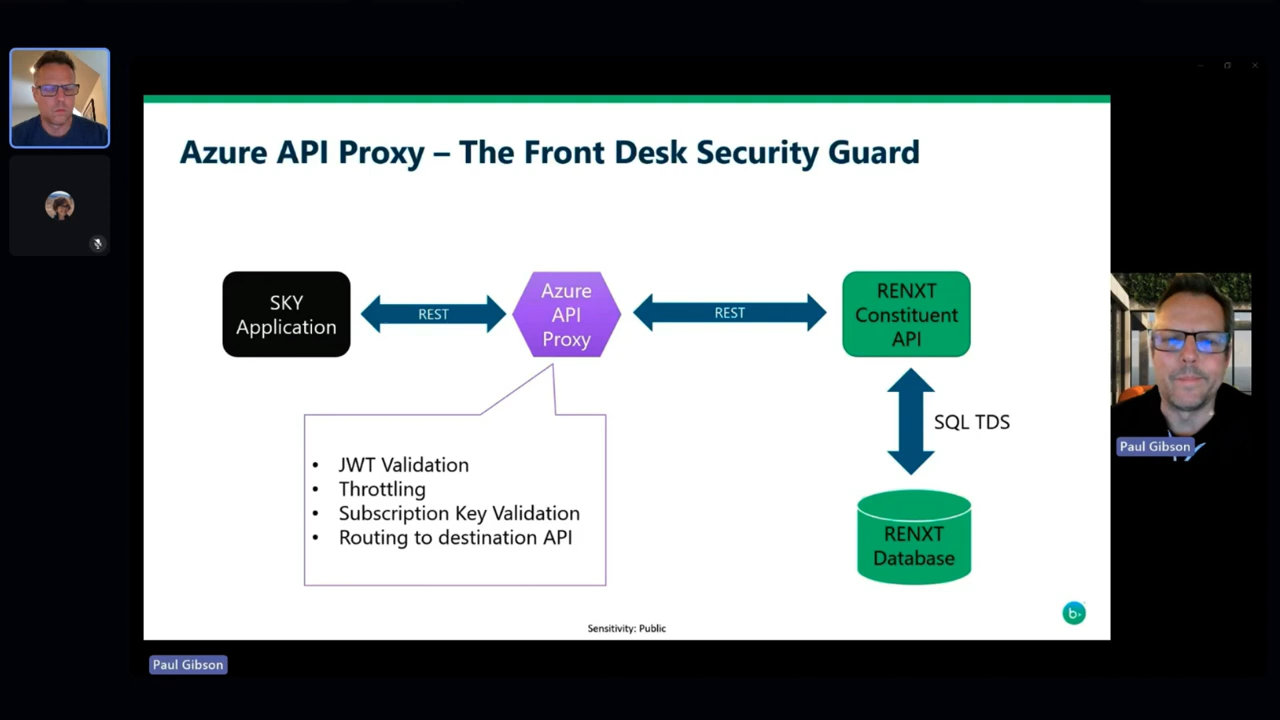 Azure API Proxy – The Front Desk Security Guard
SKY
Application
REST
Azure
API
Proxy
REST
RENXT
Constituent
API
SQL TDS
• JWT Validation
• Throttling
• Subscription Key Validation
• Routing to destination API
RENXT
Database
Sensitivity: Public
b
Paul Gibson
Paul Gibson